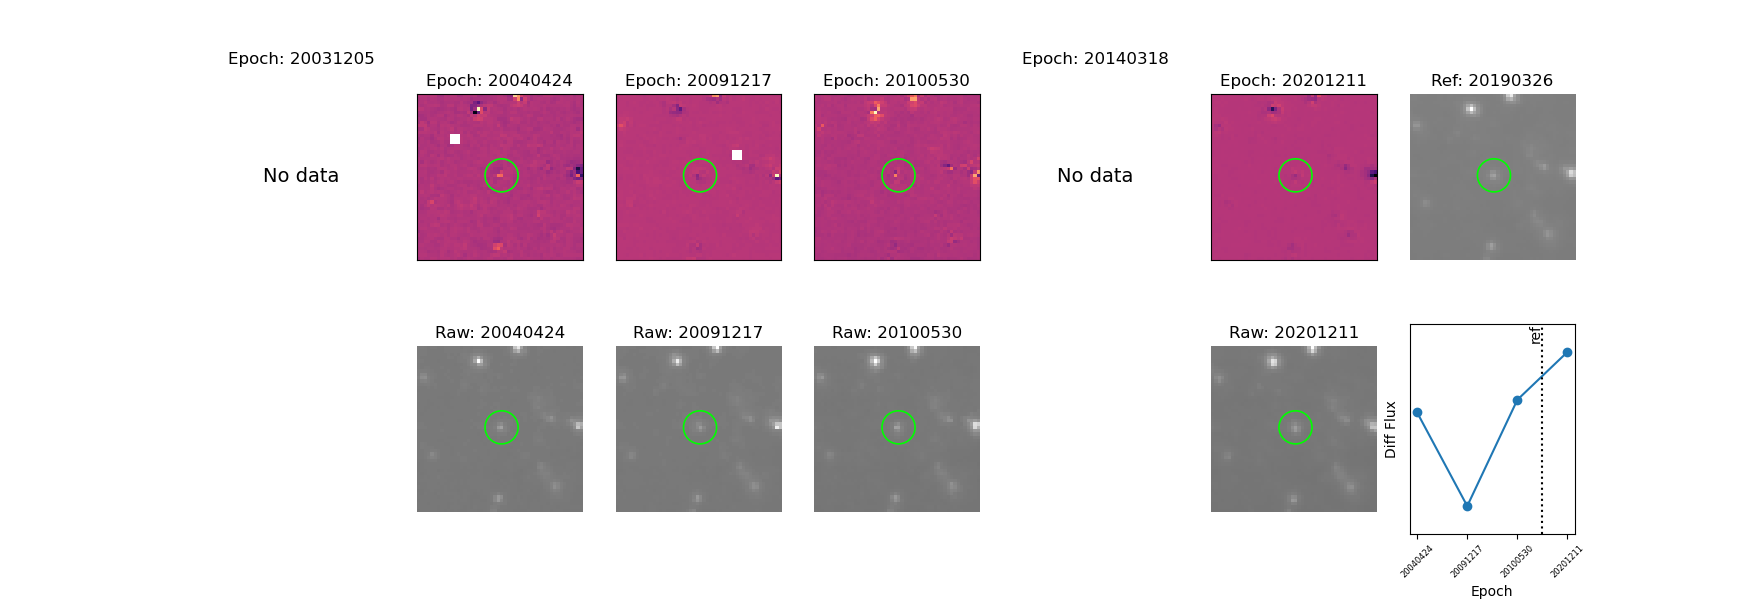 Epoch: 20031205
Epoch: 20040424
Epoch: 20091217
Epoch: 20100530
Epoch: 20140318
Epoch: 20201211
Ref: 20190326
No data
No data
Raw: 20040424
Raw: 20091217
Raw: 20100530
Raw: 20201211
ref
Diff Flux
20040424
20091217
20100530
20201211
Epoch